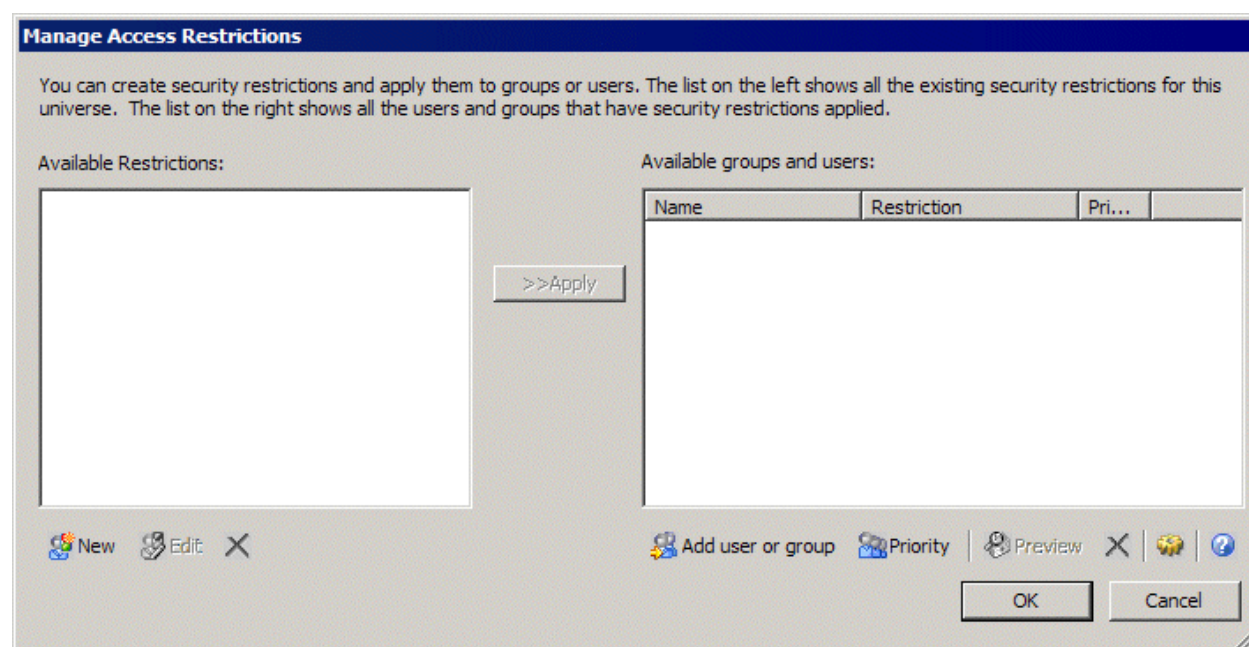 Manage Access Restrictions
You can create security restrictions and apply them to groups or users. The list on the left shows all the existing security restrictions for this
universe. The list on the right shows all the users and groups that have security restrictions applied.
Available Restrictions:
Available groups and users:
Name Restriction Pri...
>>Apply
New Edit
Add user or group Priority Preview
OK Cancel